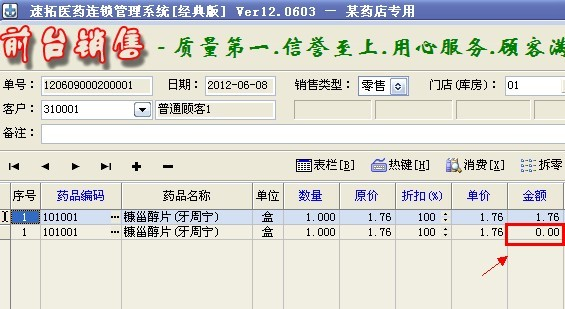 速拓医药连锁管理系统[经典版] Ver12.0603 — 某药店专用
前台销售 - 质量第一.信誉至上.用心服务.顾客满
单号: 120609000200001 日期: 2012-06-08 销售类型: 零售 门店(库房): 01
客户: 310001 普通顾客1
备注:
表栏[B] 热键[H] 消费[X] 拆零
序号 药品编码 药品名称 单位 数量 原价 折扣(%) 单价 金额
1 101001 ... 糠甾醇片(牙周宁) 盒 1.000 1.76 100 1.76 1.76
1 101001 ... 糠甾醇片(牙周宁) 盒 1.000 1.76 100 1.76 0.00